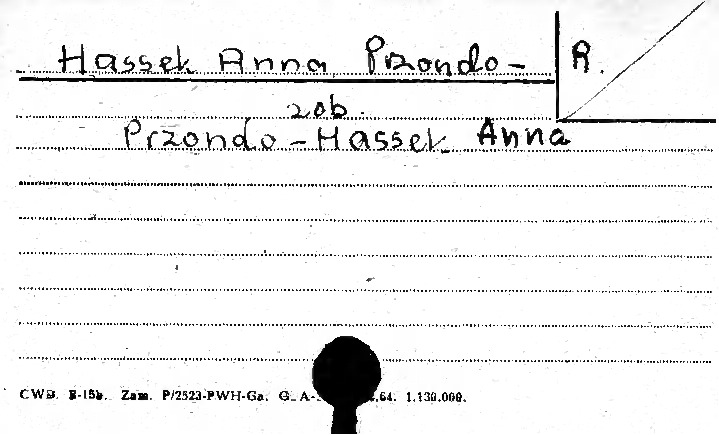 Hassek Anna Przondo- R.
zob.
Przondo-Hassek Anna
CWD. B-15b. Zam. P/2523-PWH-Ga. G. A- .64. 1.130.000.